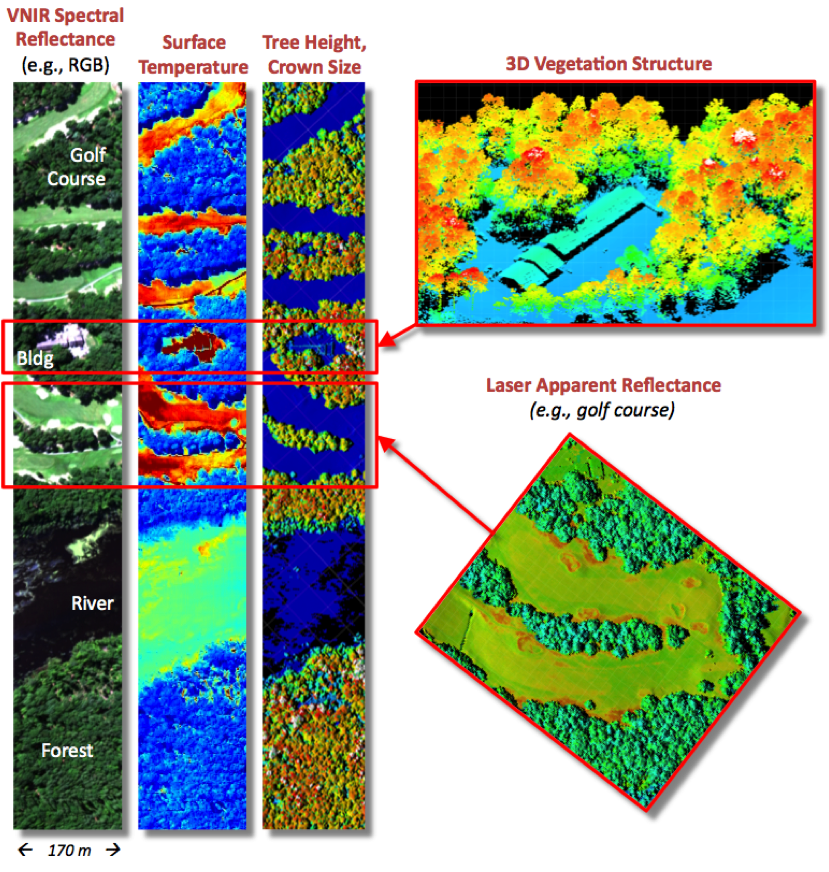 VNIR Spectral
Reflectance
(e.g., RGB)
Surface
Temperature
Tree Height,
Crown Size
3D Vegetation Structure
Golf
Course
Bldg
Laser Apparent Reflectance
(e.g., golf course)
River
Forest
← 170 m →